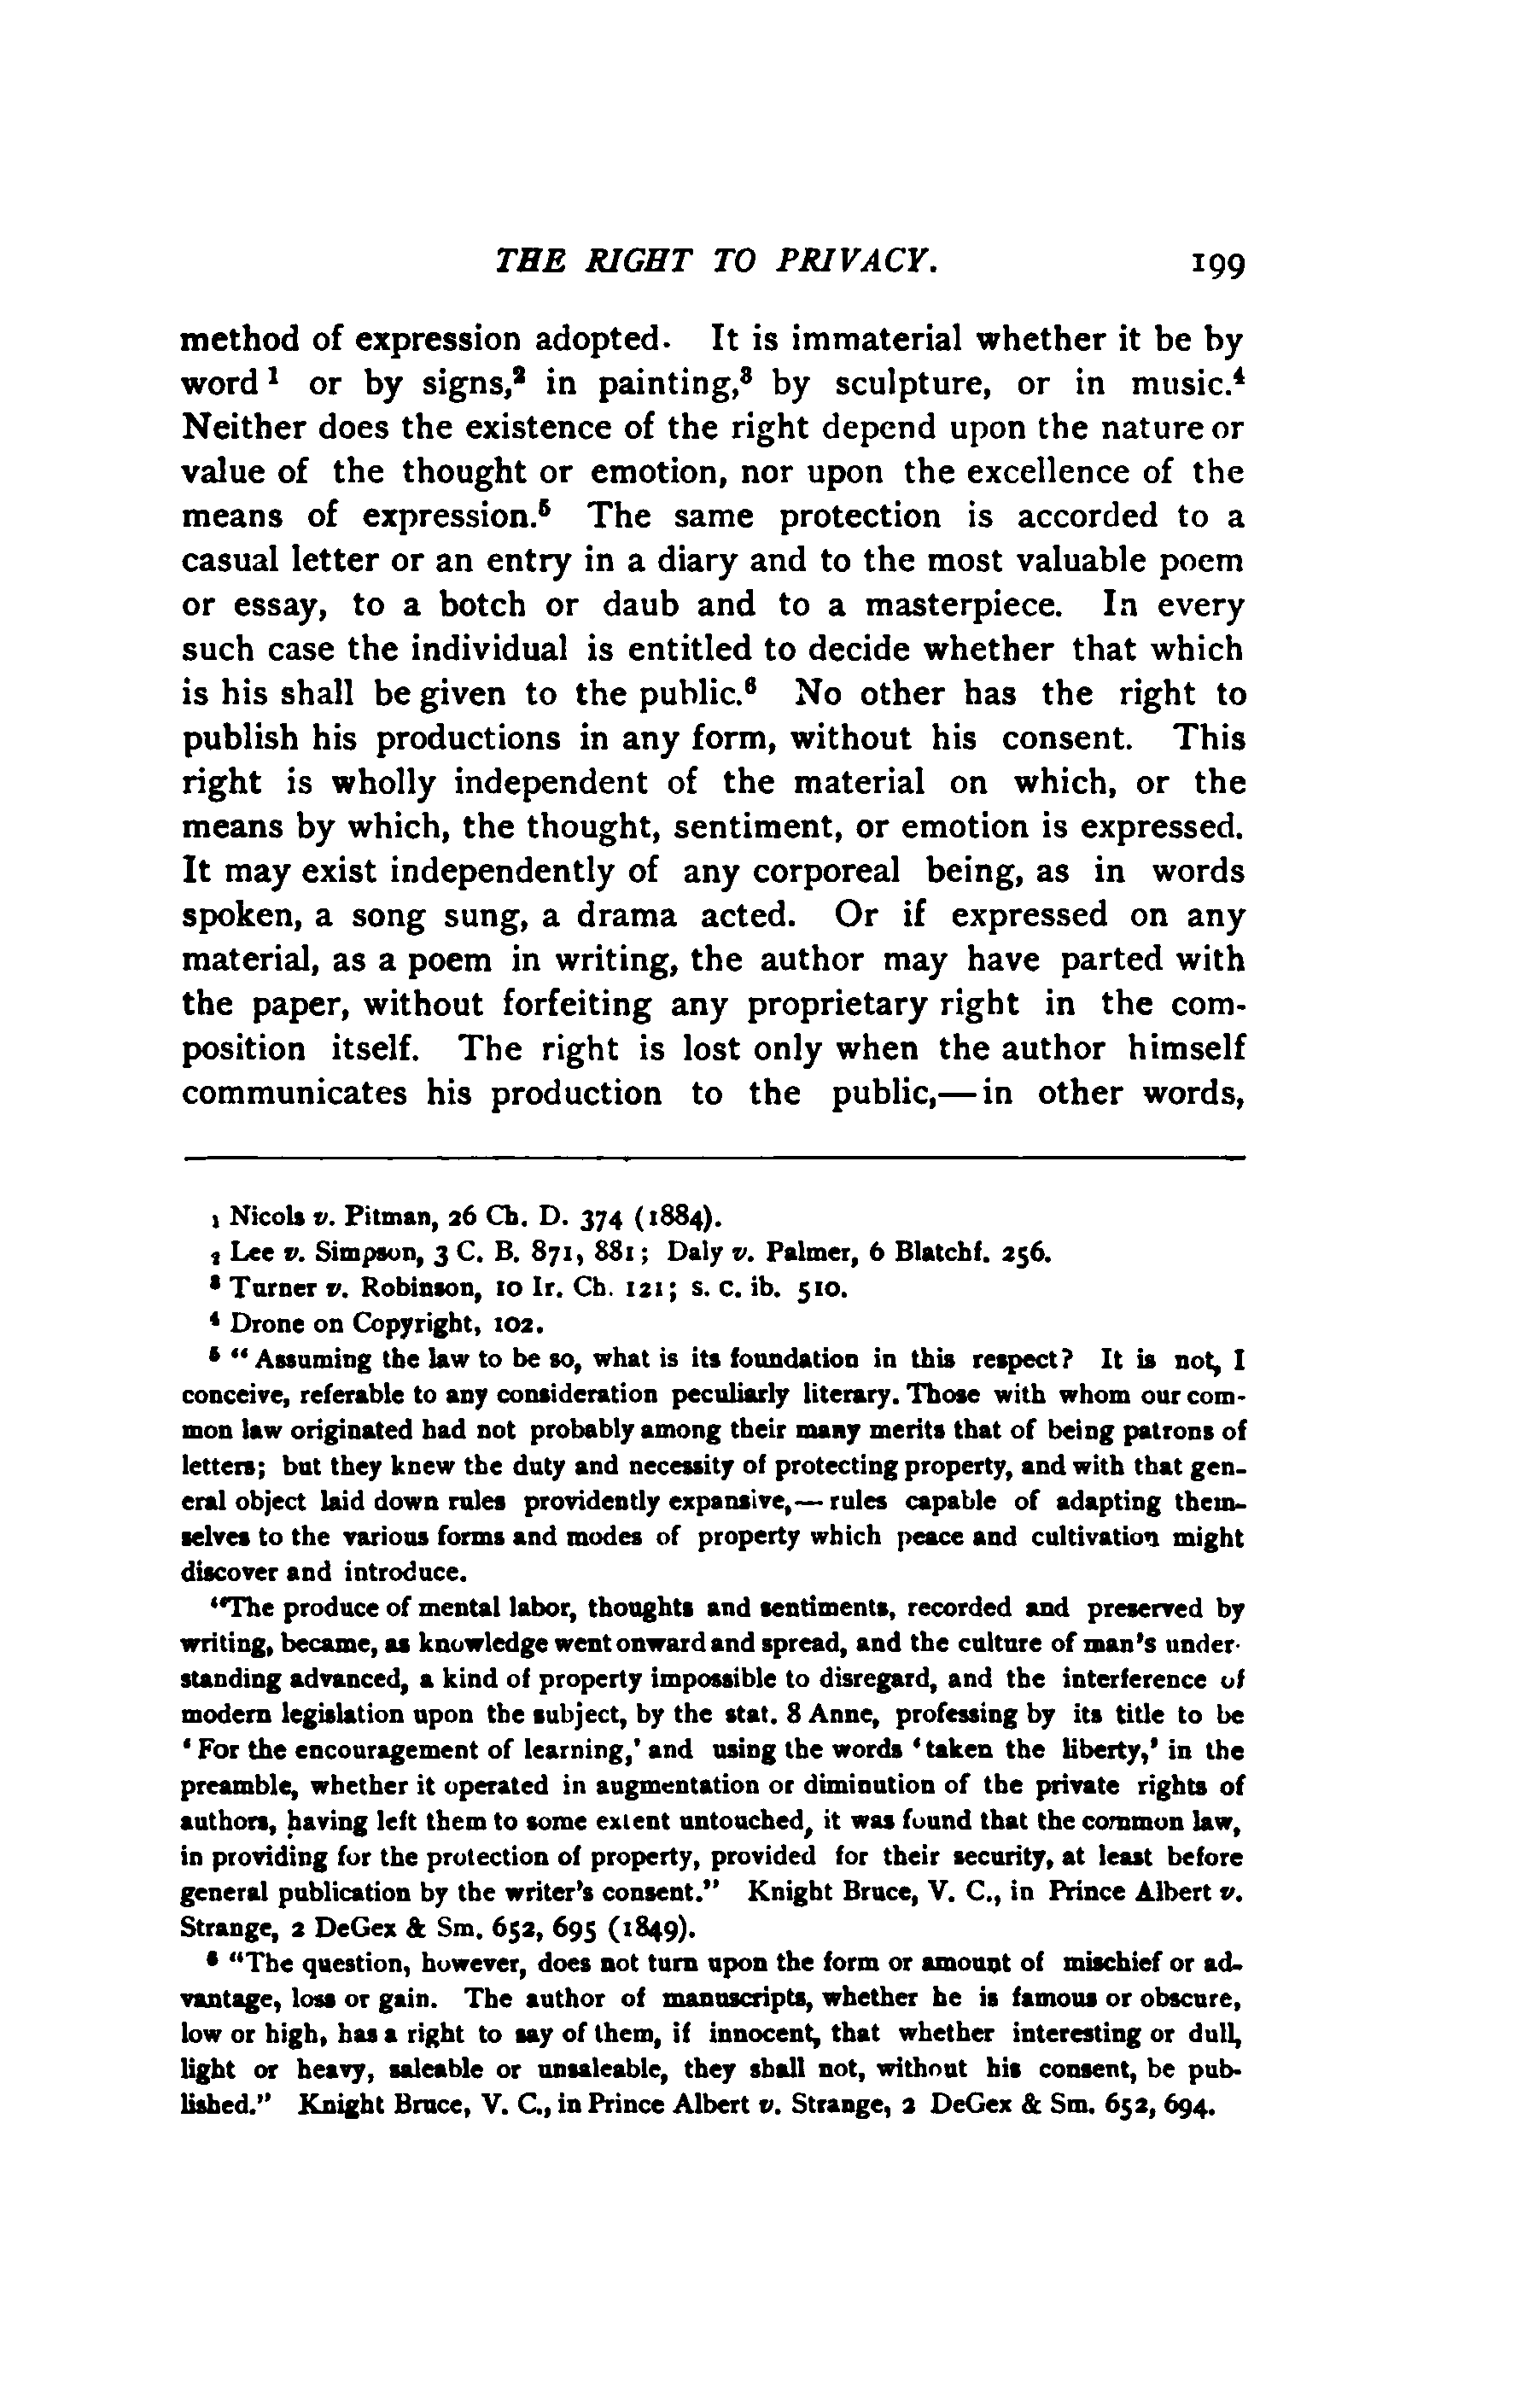 THE RIGHT TO PRIVACY. 199
method of expression adopted. It is immaterial whether it be by
word¹ or by signs,² in painting,³ by sculpture, or in music.⁴
Neither does the existence of the right depend upon the nature or
value of the thought or emotion, nor upon the excellence of the
means of expression.⁵ The same protection is accorded to a
casual letter or an entry in a diary and to the most valuable poem
or essay, to a botch or daub and to a masterpiece. In every
such case the individual is entitled to decide whether that which
is his shall be given to the public.⁶ No other has the right to
publish his productions in any form, without his consent. This
right is wholly independent of the material on which, or the
means by which, the thought, sentiment, or emotion is expressed.
It may exist independently of any corporeal being, as in words
spoken, a song sung, a drama acted. Or if expressed on any
material, as a poem in writing, the author may have parted with
the paper, without forfeiting any proprietary right in the com-
position itself. The right is lost only when the author himself
communicates his production to the public,—in other words,
¹ Nicols v. Pitman, 26 Ch. D. 374 (1884).
² Lee v. Simpson, 3 C. B. 871, 881; Daly v. Palmer, 6 Blatchf. 256.
³ Turner v. Robinson, 10 Ir. Ch. 121; s. c. ib. 510.
⁴ Drone on Copyright, 102.
⁵ "Assuming the law to be so, what is its foundation in this respect? It is not, I
conceive, referable to any consideration peculiarly literary. Those with whom our com-
mon law originated had not probably among their many merits that of being patrons of
letters; but they knew the duty and necessity of protecting property, and with that gen-
eral object laid down rules providently expansive,—rules capable of adapting them-
selves to the various forms and modes of property which peace and cultivation might
discover and introduce.
"The produce of mental labor, thoughts and sentiments, recorded and preserved by
writing, became, as knowledge went onward and spread, and the culture of man's under-
standing advanced, a kind of property impossible to disregard, and the interference of
modern legislation upon the subject, by the stat. 8 Anne, professing by its title to be
'For the encouragement of learning,' and using the words 'taken the liberty,' in the
preamble, whether it operated in augmentation or diminution of the private rights of
authors, having left them to some extent untouched, it was found that the common law,
in providing for the protection of property, provided for their security, at least before
general publication by the writer's consent." Knight Bruce, V. C., in Prince Albert v.
Strange, 2 DeGex & Sm. 652, 695 (1849).
⁶ "The question, however, does not turn upon the form or amount of mischief or ad-
vantage, loss or gain. The author of manuscripts, whether he is famous or obscure,
low or high, has a right to say of them, if innocent, that whether interesting or dull,
light or heavy, saleable or unsaleable, they shall not, without his consent, be pub-
lished." Knight Bruce, V. C., in Prince Albert v. Strange, 2 DeGex & Sm. 652, 694.